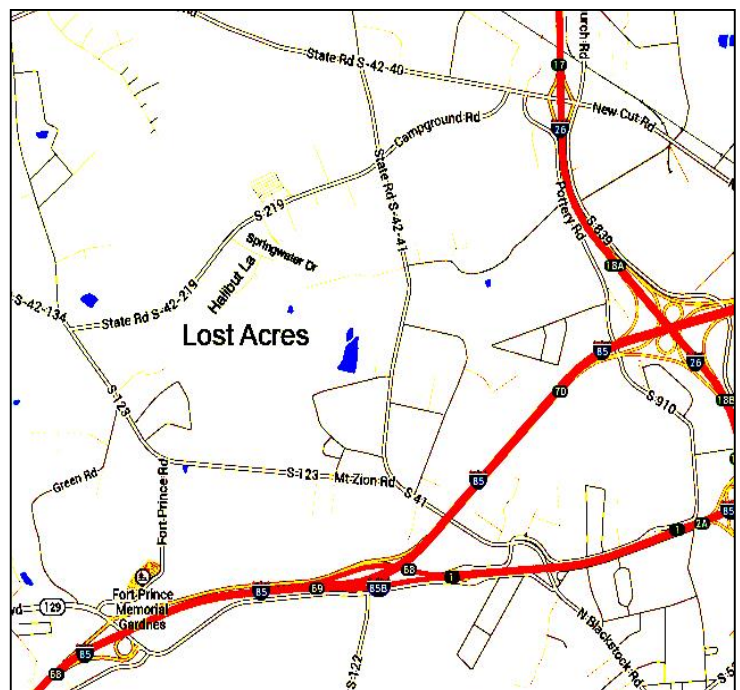 17
urch Rd
State Rd S-42-40
New Cut Rd
Campground Rd
26
State Rd S-42-41
Portery Rd
S-839
S-219
Springwater Dr
Halibut La
18A
S-42-134
State Rd S-42-219
Lost Acres
85
26
70
18B
S-123
S-910
Green Rd
Fort Prince Rd
S-123
Mt Zion Rd
S 41
85
85
2A
1
68
1
69
85
85B
Fort Prince
Memorial
Gardnes
129
N Blackstock Rd
85
68
S-122